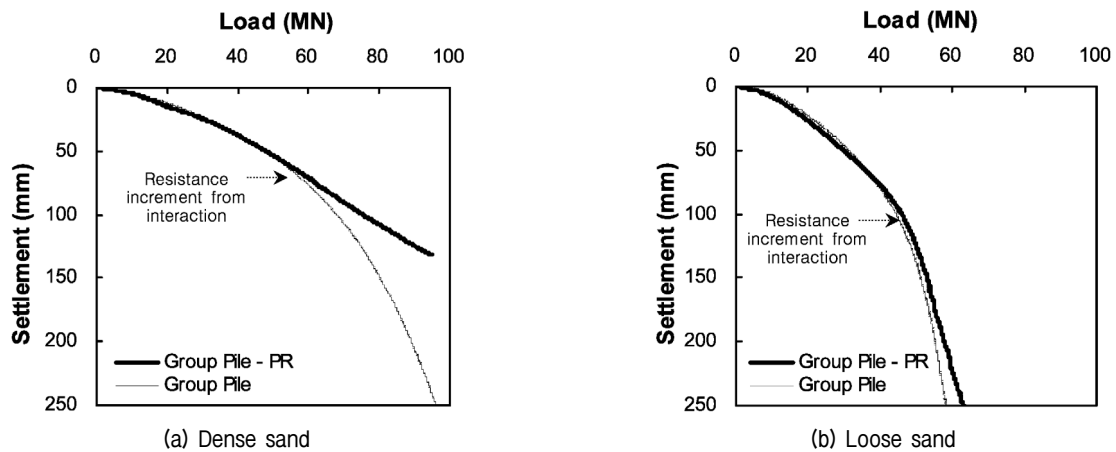 Load (MN)
0 20 40 60 80 100
0
50
100
150
200
250
Settlement (mm)
Resistance
increment from
interaction
Group Pile - PR
Group Pile
(a) Dense sand
Load (MN)
0 20 40 60 80 100
0
50
100
150
200
250
Settlement (mm)
Resistance
increment from
interaction
Group Pile - PR
Group Pile
(b) Loose sand